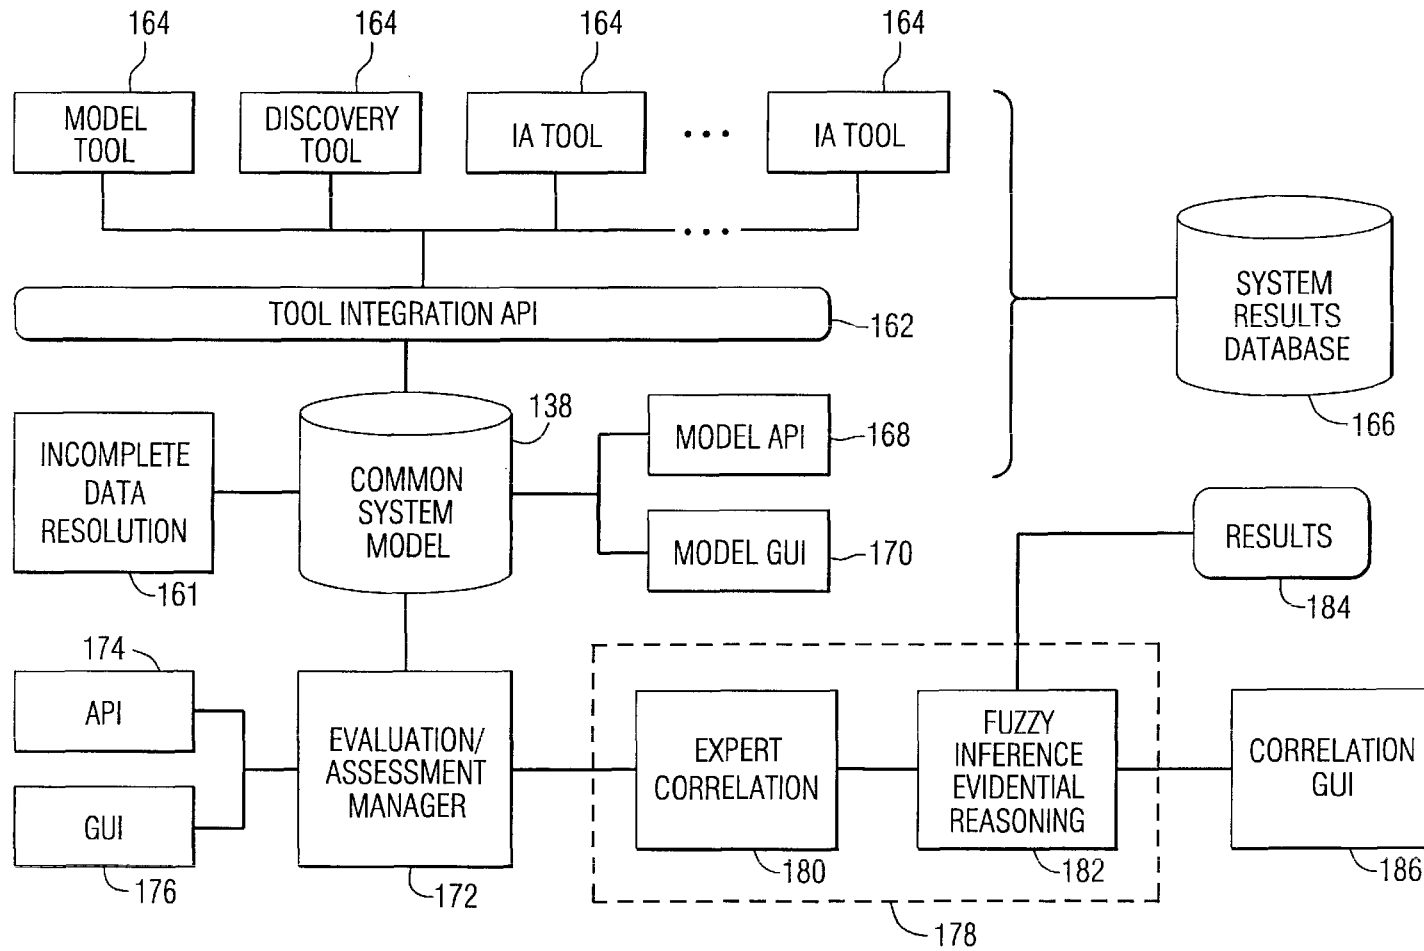 164
164
164
164
MODEL
TOOL
DISCOVERY
TOOL
IA TOOL
• • •
IA TOOL
• • •
TOOL INTEGRATION API
162
SYSTEM
RESULTS
DATABASE
166
138
COMMON
SYSTEM
MODEL
INCOMPLETE
DATA
RESOLUTION
161
MODEL API
168
MODEL GUI
170
RESULTS
184
174
API
GUI
176
EVALUATION/
ASSESSMENT
MANAGER
172
EXPERT
CORRELATION
180
FUZZY
INFERENCE
EVIDENTIAL
REASONING
182
178
CORRELATION
GUI
186